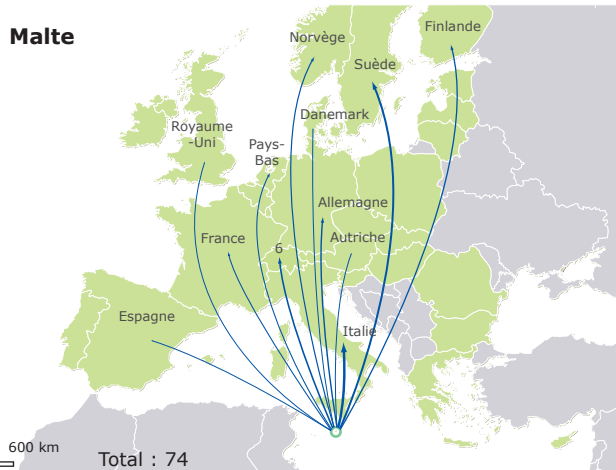 Malte
Norvège
Finlande
Suède
Danemark
Royaume
-Uni
Pays-
Bas
Allemagne
France
6
Autriche
Espagne
Italie
600 km
Total : 74